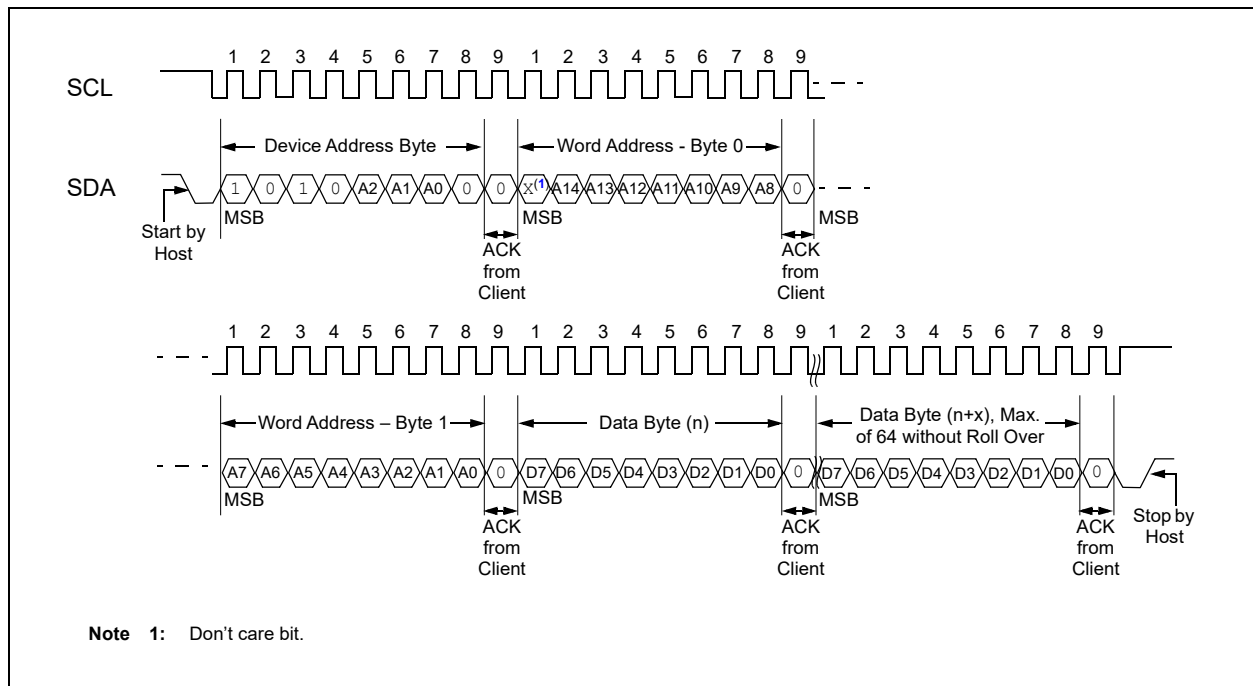 1 2 3 4 5 6 7 8 9 1 2 3 4 5 6 7 8 9
SCL
Device Address Byte Word Address - Byte 0
SDA 1 0 1 0 A2 A1 A0 0 0 X(1) A14 A13 A12 A11 A10 A9 A8 0
MSB MSB MSB
Start by
Host
ACK
from
Client
ACK
from
Client
1 2 3 4 5 6 7 8 9 1 2 3 4 5 6 7 8 9 1 2 3 4 5 6 7 8 9
Word Address – Byte 1 Data Byte (n) Data Byte (n+x), Max.
of 64 without Roll Over
A7 A6 A5 A4 A3 A2 A1 A0 0 D7 D6 D5 D4 D3 D2 D1 D0 0 D7 D6 D5 D4 D3 D2 D1 D0 0
MSB MSB MSB
ACK
from
Client
ACK
from
Client
ACK
from
Client
Stop by
Host
Note 1: Don't care bit.